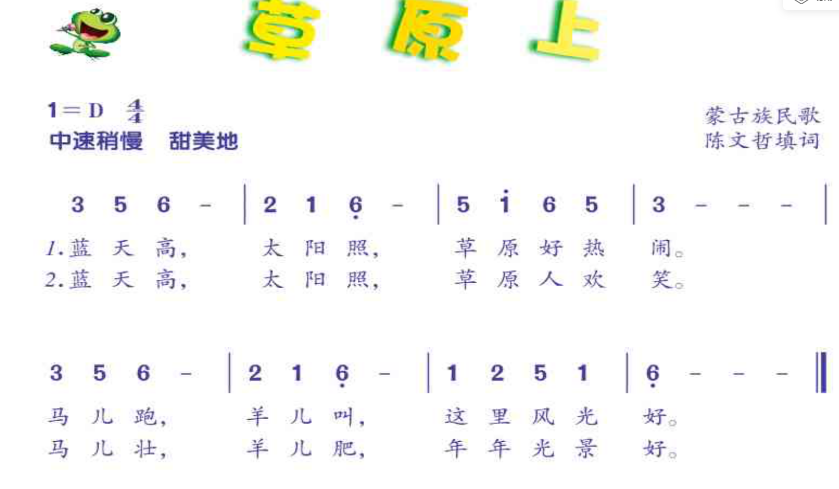 草原上
1=D 4/4
蒙古族民歌
中速稍慢 甜美地
陈文哲填词
3 5 6 - | 2 1 6̣ - | 5 1̇ 6 5 | 3 - - - |
1.蓝天高, 太阳照, 草原好热闹。
2.蓝天高, 太阳照, 草原人欢笑。
3 5 6 - | 2 1 6̣ - | 1 2 5 1 | 6̣ - - - ‖
马儿跑, 羊儿叫, 这里风光好。
马儿壮, 羊儿肥, 年年光景好。